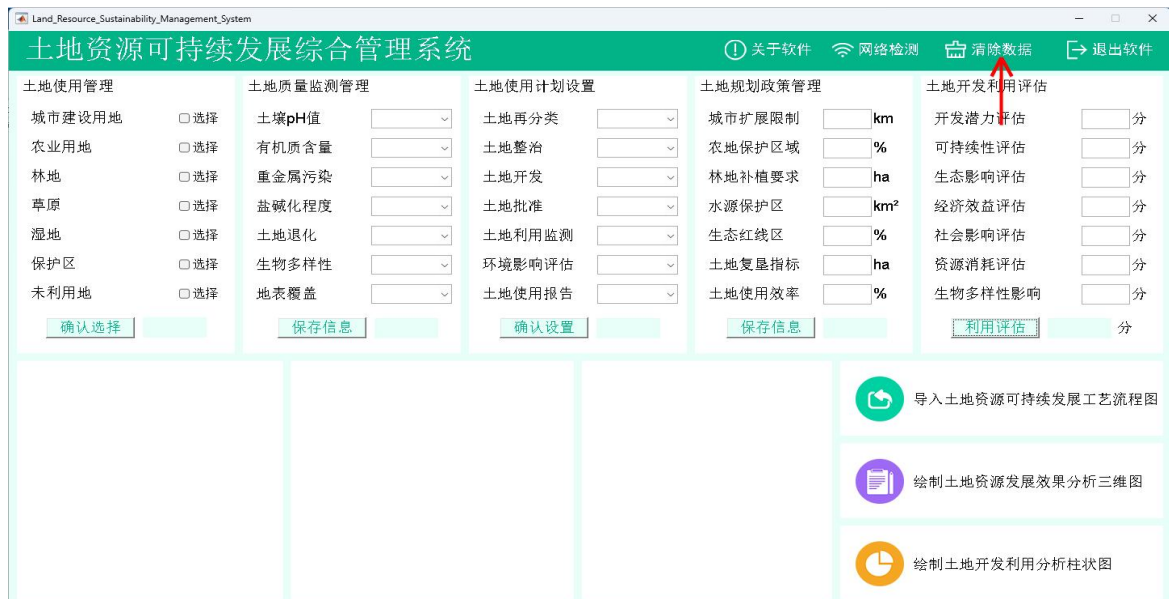 Land_Resource_Sustainability_Management_System
土地资源可持续发展综合管理系统
关于软件
网络检测
清除数据
退出软件
土地使用管理
城市建设用地 选择
农业用地 选择
林地 选择
草原 选择
湿地 选择
保护区 选择
未利用地 选择
确认选择
土地质量监测管理
土壤pH值
有机质含量
重金属污染
盐碱化程度
土地退化
生物多样性
地表覆盖
保存信息
土地使用计划设置
土地再分类
土地整治
土地开发
土地批准
土地利用监测
环境影响评估
土地使用报告
确认设置
土地规划政策管理
城市扩展限制 km
农地保护区域 %
林地补植要求 ha
水源保护区 km²
生态红线区 %
土地复垦指标 ha
土地使用效率 %
保存信息
土地开发利用评估
开发潜力评估 分
可持续性评估 分
生态影响评估 分
经济效益评估 分
社会影响评估 分
资源消耗评估 分
生物多样性影响 分
利用评估 分
导入土地资源可持续发展工艺流程图
绘制土地资源发展效果分析三维图
绘制土地开发利用分析柱状图